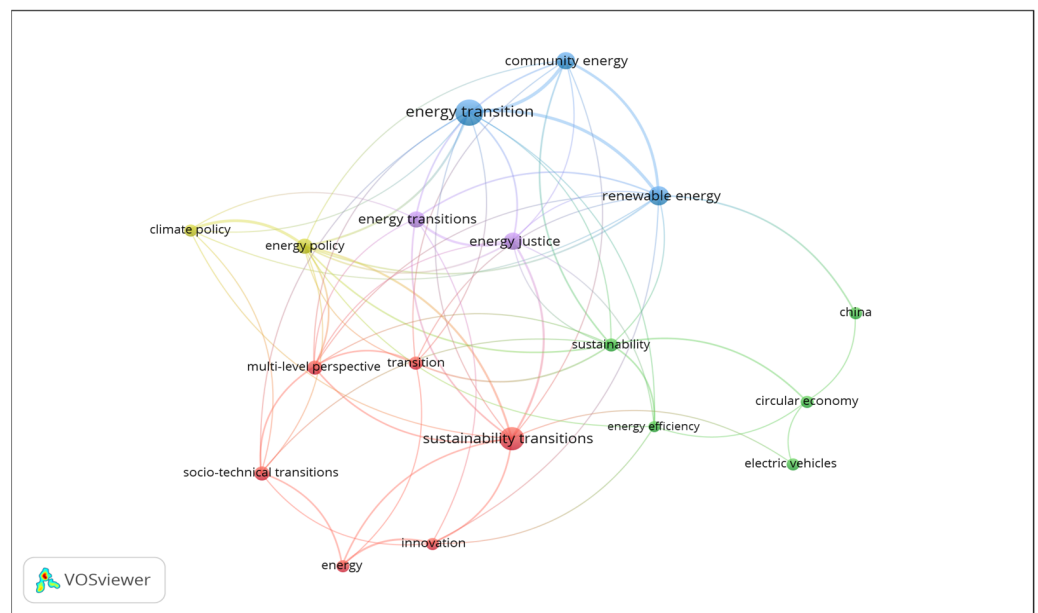 community energy
energy transition
renewable energy
energy transitions
climate policy
energy policy
energy justice
china
sustainability
multi-level perspective
transition
circular economy
energy efficiency
sustainability transitions
electric vehicles
socio-technical transitions
innovation
energy
VOSviewer